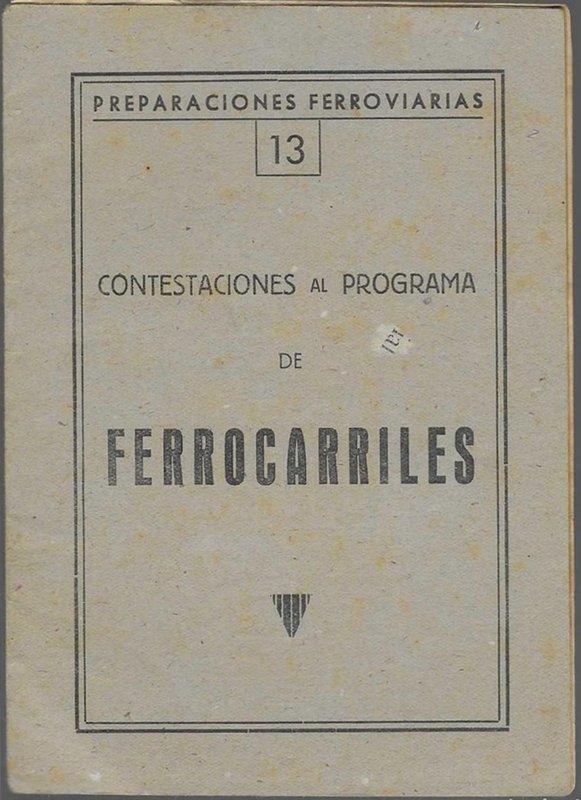 PREPARACIONES FERROVIARIAS
13
CONTESTACIONES AL PROGRAMA
DE
FERROCARRILES